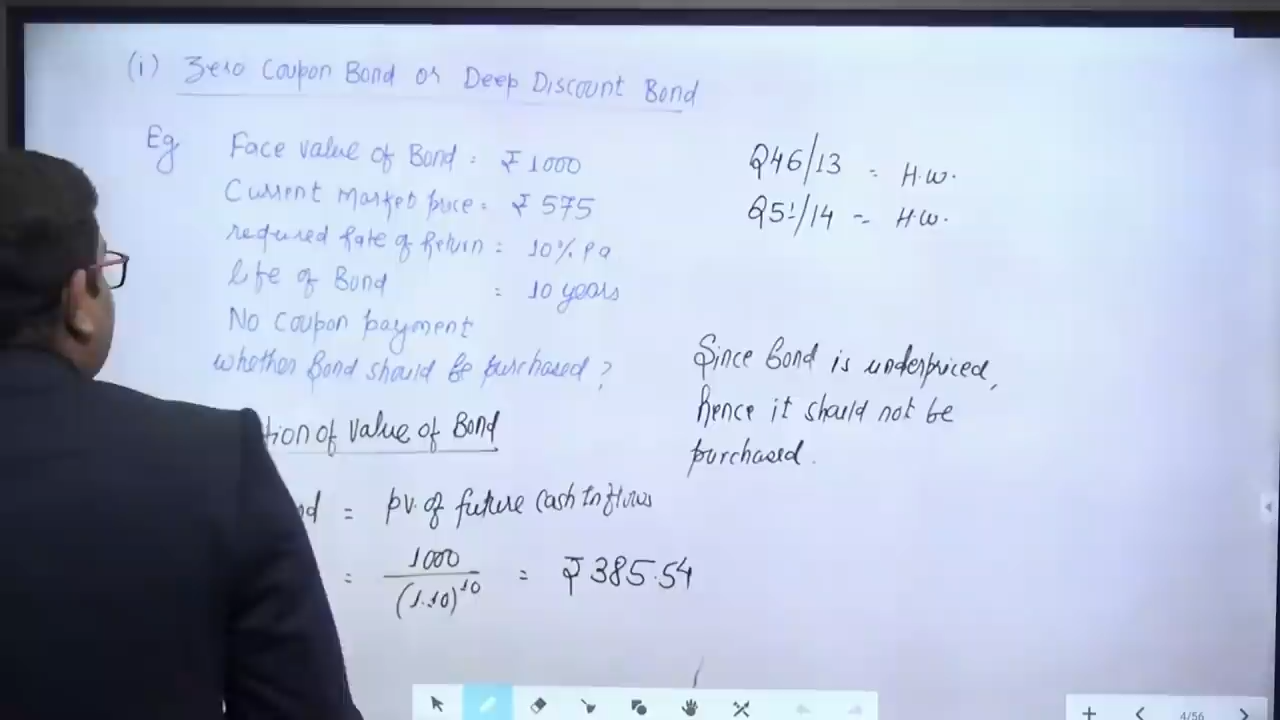 (i) Zero Coupon Bond or Deep Discount Bond
Eg Face value of Bond = ₹ 1000
Current Market price = ₹ 575
required Rate of Return = 10% Pa
life of Bond = 10 years
No coupon payment
whether Bond should be purchased ?
tion of Value of Bond
= pv. of future Cash Inflows
= 1000 / (1.10)^10 = ₹ 385.54
Q46/13 = H.W.
Q51/14 = H.W.
Since Bond is underpriced,
hence it should not be
purchased.
4/56